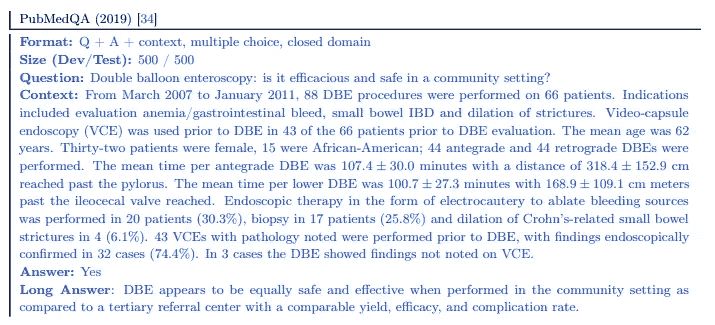 PubMedQA (2019) [34]
Format: Q + A + context, multiple choice, closed domain
Size (Dev/Test): 500 / 500
Question: Double balloon enteroscopy: is it efficacious and safe in a community setting?
Context: From March 2007 to January 2011, 88 DBE procedures were performed on 66 patients. Indications
included evaluation anemia/gastrointestinal bleed, small bowel IBD and dilation of strictures. Video-capsule
endoscopy (VCE) was used prior to DBE in 43 of the 66 patients prior to DBE evaluation. The mean age was 62
years. Thirty-two patients were female, 15 were African-American; 44 antegrade and 44 retrograde DBEs were
performed. The mean time per antegrade DBE was 107.4 ± 30.0 minutes with a distance of 318.4 ± 152.9 cm
reached past the pylorus. The mean time per lower DBE was 100.7 ± 27.3 minutes with 168.9 ± 109.1 cm meters
past the ileocecal valve reached. Endoscopic therapy in the form of electrocautery to ablate bleeding sources
was performed in 20 patients (30.3%), biopsy in 17 patients (25.8%) and dilation of Crohn's-related small bowel
strictures in 4 (6.1%). 43 VCEs with pathology noted were performed prior to DBE, with findings endoscopically
confirmed in 32 cases (74.4%). In 3 cases the DBE showed findings not noted on VCE.
Answer: Yes
Long Answer: DBE appears to be equally safe and effective when performed in the community setting as
compared to a tertiary referral center with a comparable yield, efficacy, and complication rate.